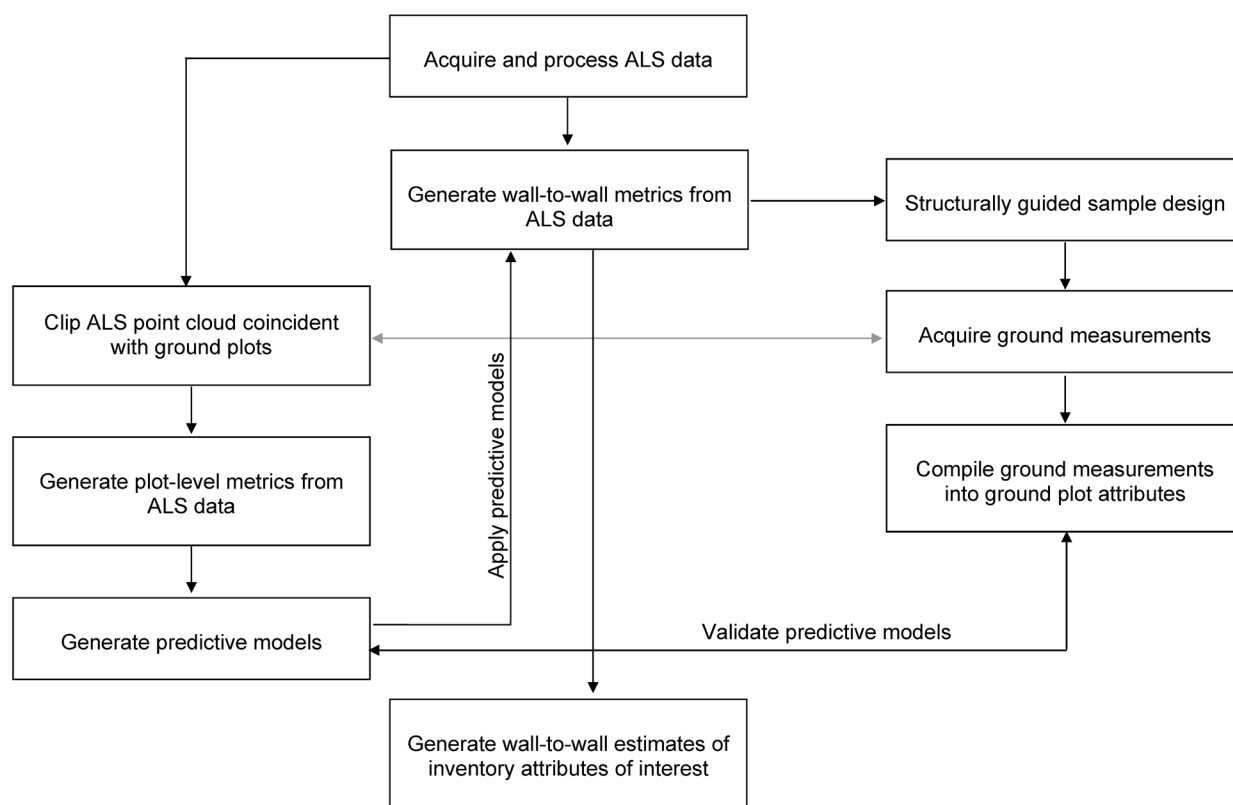 Acquire and process ALS data
Generate wall-to-wall metrics from
ALS data
Structurally guided sample design
Clip ALS point cloud coincident
with ground plots
Acquire ground measurements
Apply predictive models
Generate plot-level metrics from
ALS data
Compile ground measurements
into ground plot attributes
Generate predictive models
Validate predictive models
Generate wall-to-wall estimates of
inventory attributes of interest